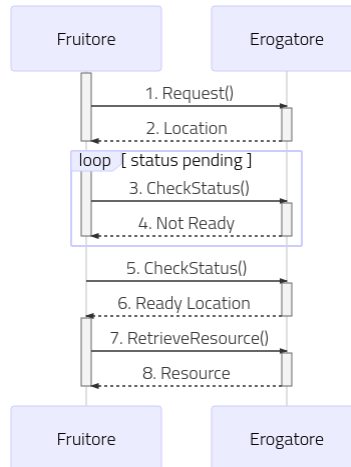 Fruitore Erogatore
1. Request()
2. Location
loop [ status pending ]
3. CheckStatus()
4. Not Ready
5. CheckStatus()
6. Ready Location
7. RetrieveResource()
8. Resource
Fruitore Erogatore